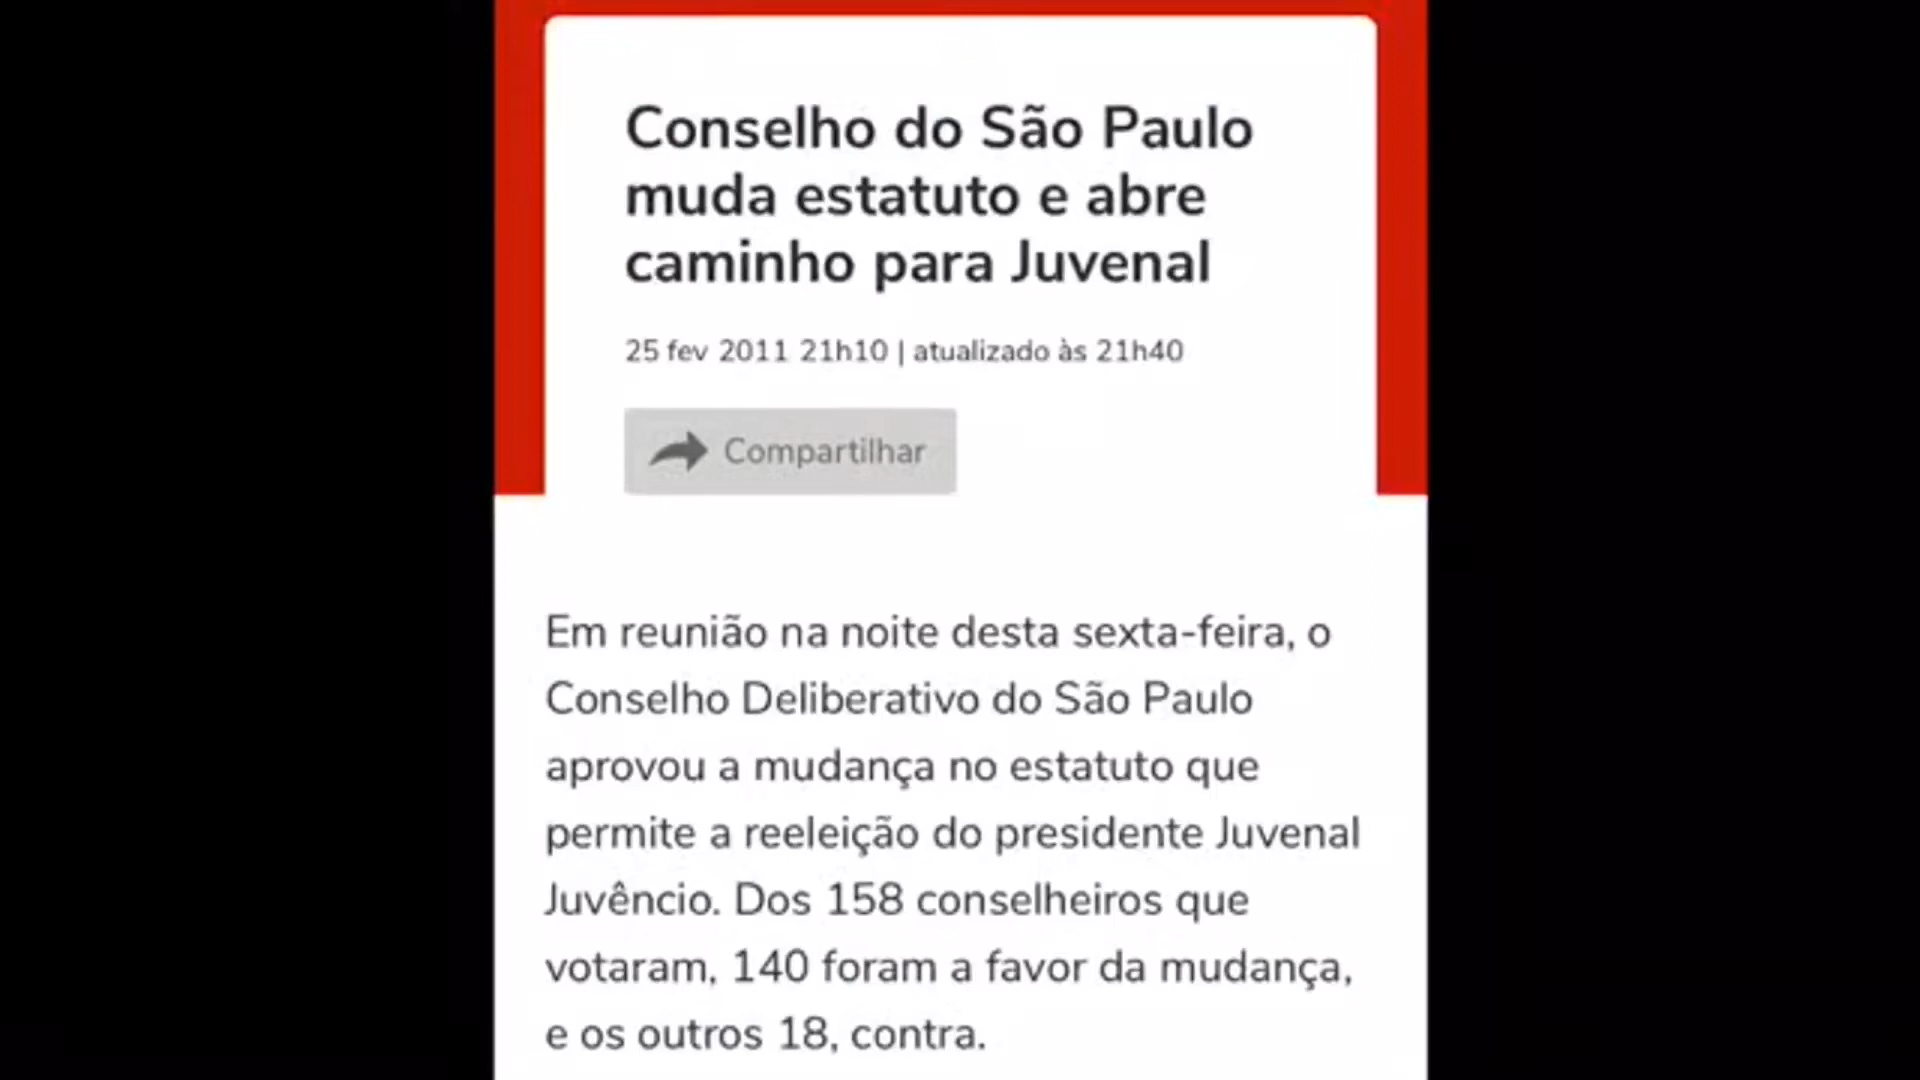 Conselho do São Paulo
muda estatuto e abre
caminho para Juvenal
25 fev 2011 21h10 | atualizado às 21h40
Compartilhar
Em reunião na noite desta sexta-feira, o
Conselho Deliberativo do São Paulo
aprovou a mudança no estatuto que
permite a reeleição do presidente Juvenal
Juvêncio. Dos 158 conselheiros que
votaram, 140 foram a favor da mudança,
e os outros 18, contra.